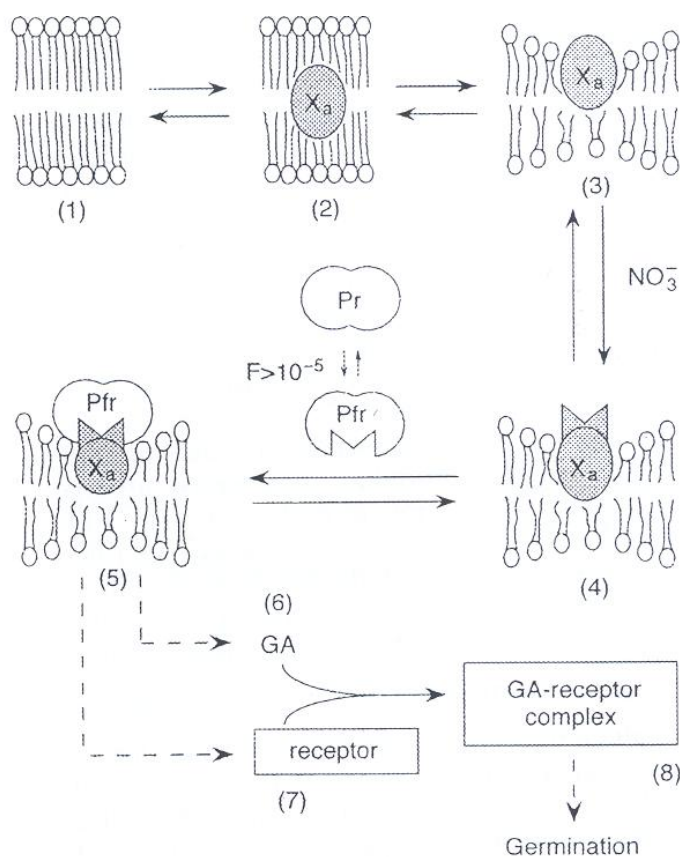 Xa
Xa
(1)
(2)
(3)
NO3−
Pr
F>10−5
Pfr
Pfr
Xa
Xa
(5)
(4)
(6)
GA
GA-receptor
complex
receptor
(8)
(7)
Germination